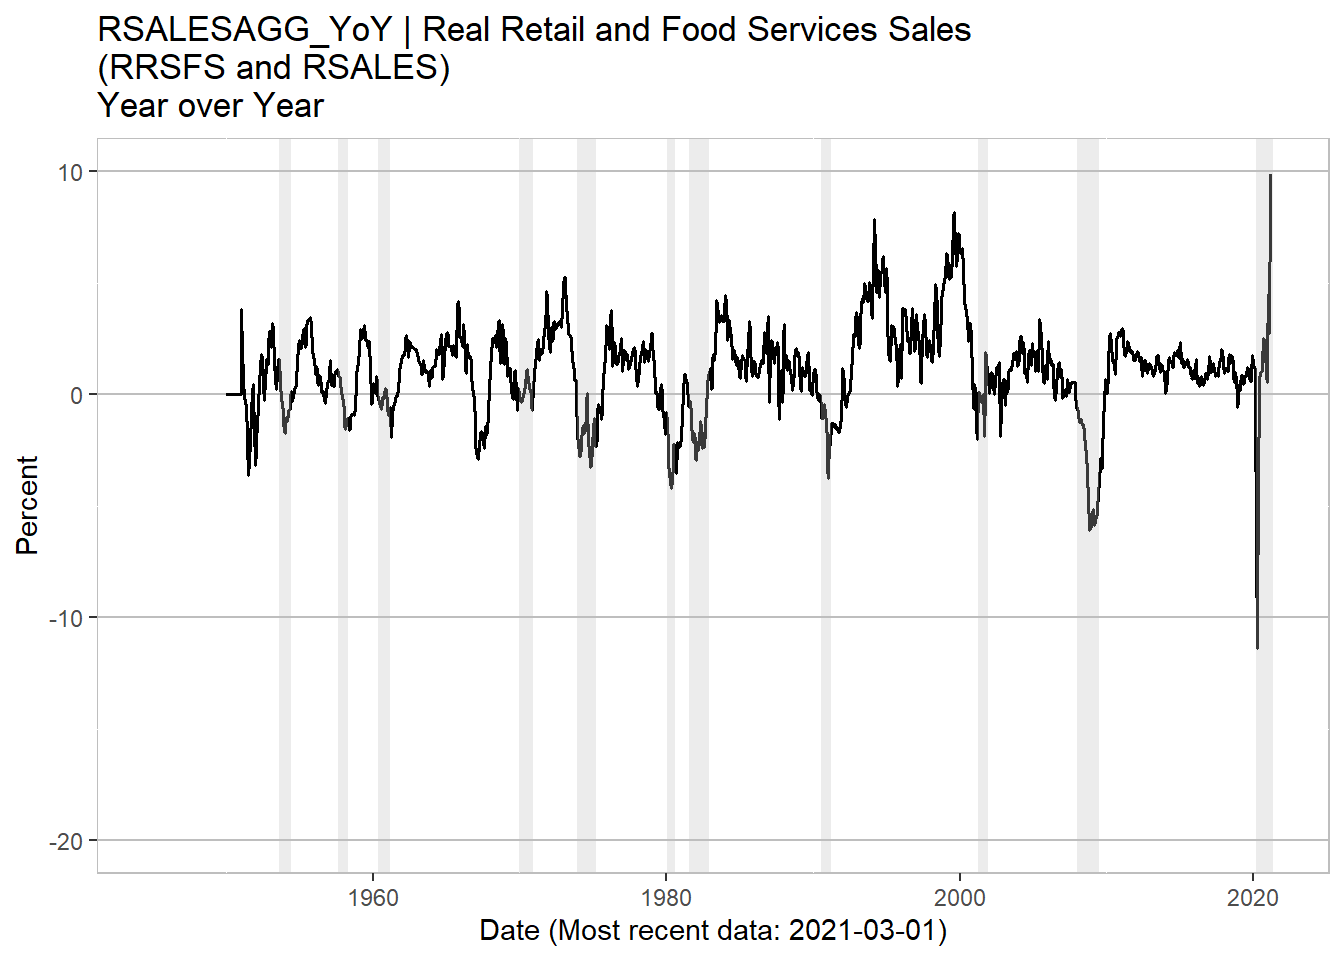 RSALESAGG_YoY | Real Retail and Food Services Sales
(RRSFS and RSALES)
Year over Year
10
0
-10
-20
Percent
1960
1980
2000
2020
Date (Most recent data: 2021-03-01)